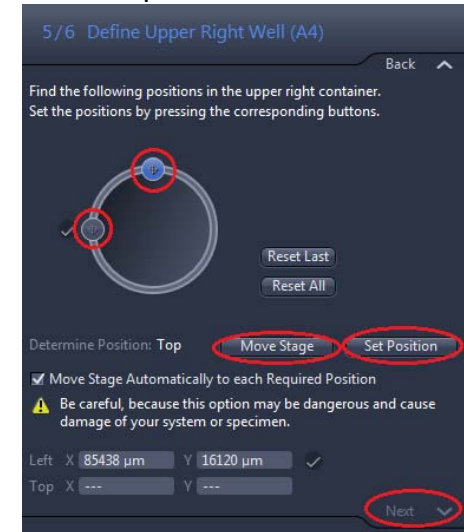 5/6 Define Upper Right Well (A4)
Back
Find the following positions in the upper right container.
Set the positions by pressing the corresponding buttons.
Reset Last
Reset All
Determine Position: Top Move Stage Set Position
Move Stage Automatically to each Required Position
Be careful, because this option may be dangerous and cause
damage of your system or specimen.
Left X 85438 µm Y 16120 µm
Top X --- Y ---
Next